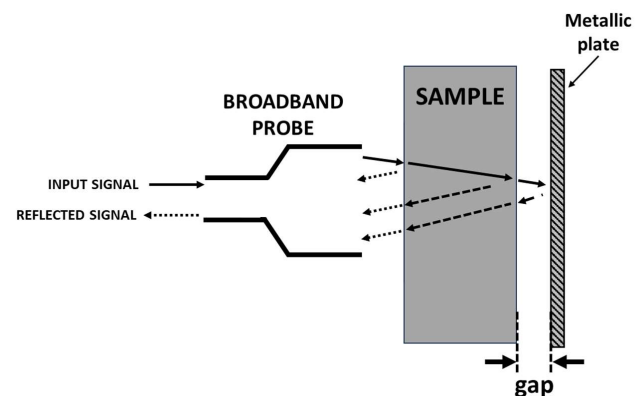 Metallic
plate
BROADBAND
PROBE
SAMPLE
INPUT SIGNAL
REFLECTED SIGNAL
gap